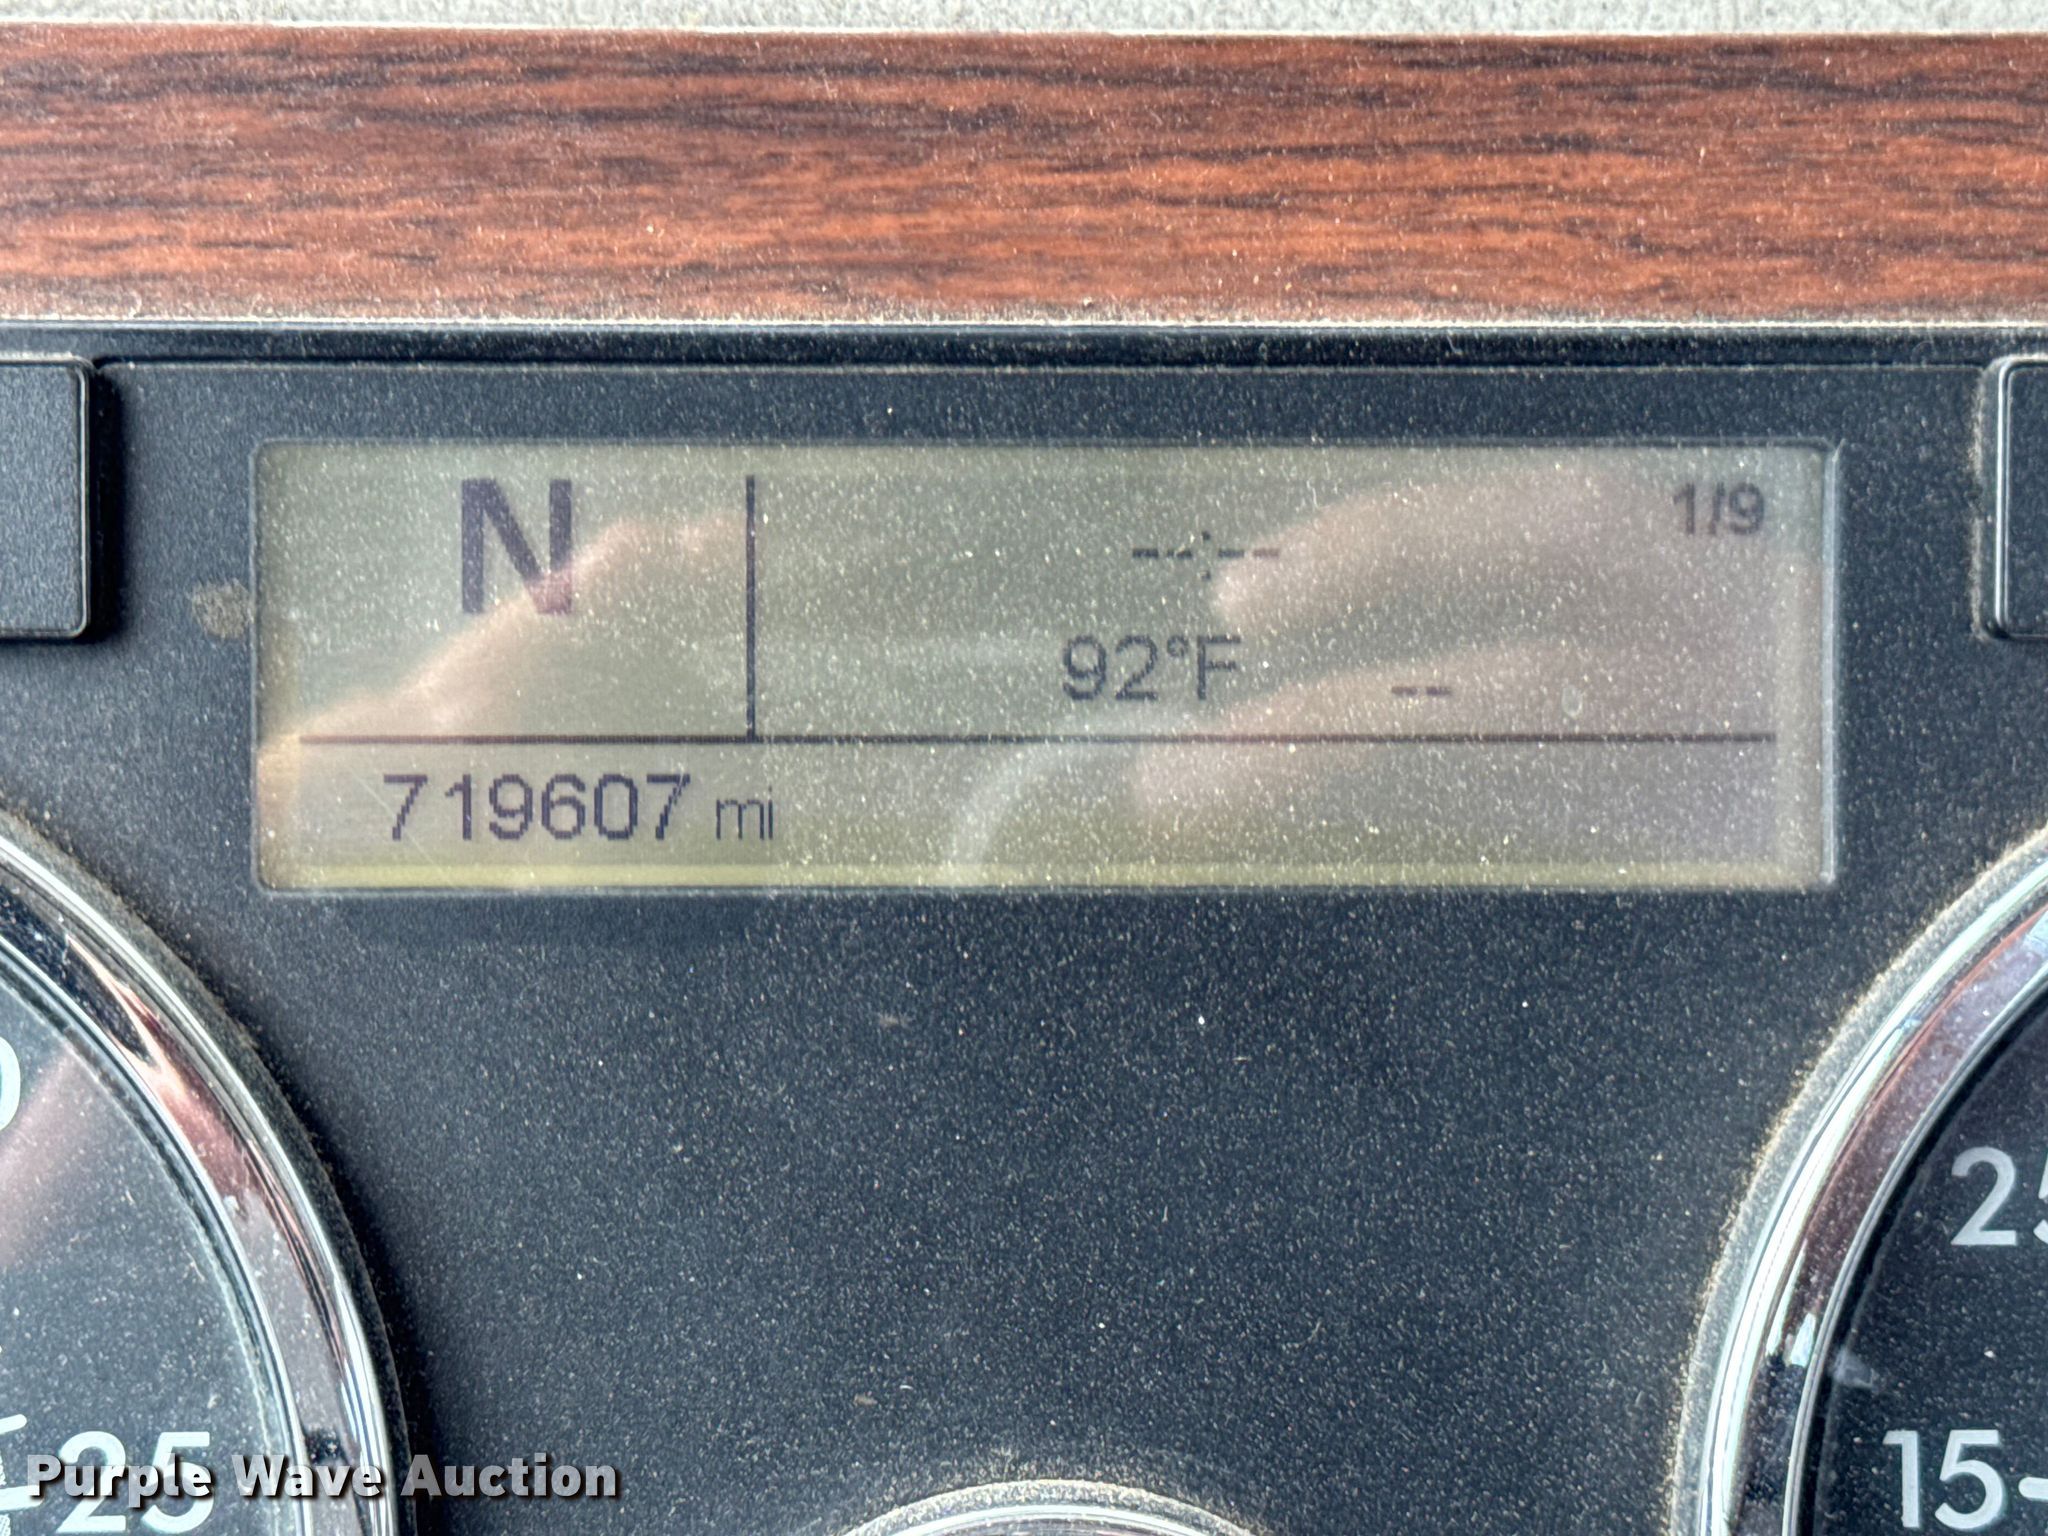 N
--:--
1/9
92°F
--
719607 mi
25
15
25
Purple Wave Auction